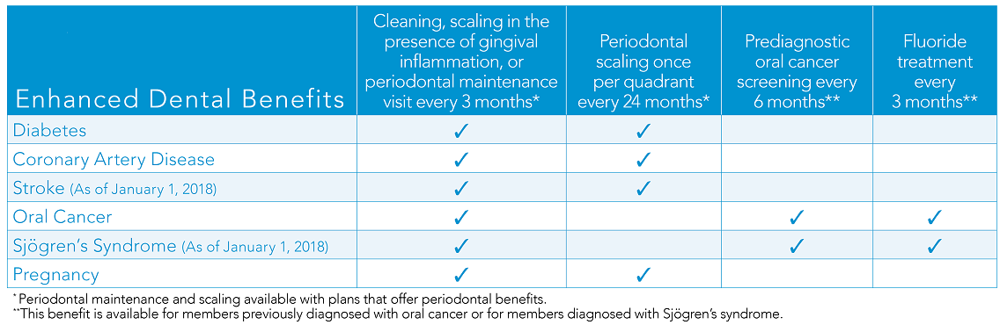 Enhanced Dental Benefits
Cleaning, scaling in the
presence of gingival
inflammation, or
periodontal maintenance
visit every 3 months*
Periodontal
scaling once
per quadrant
every 24 months*
Prediagnostic
oral cancer
screening every
6 months**
Fluoride
treatment
every
3 months**
Diabetes ✓ ✓
Coronary Artery Disease ✓ ✓
Stroke (As of January 1, 2018) ✓ ✓
Oral Cancer ✓ ✓ ✓
Sjögren’s Syndrome (As of January 1, 2018) ✓ ✓ ✓
Pregnancy ✓ ✓
*Periodontal maintenance and scaling available with plans that offer periodontal benefits.
**This benefit is available for members previously diagnosed with oral cancer or for members diagnosed with Sjögren’s syndrome.